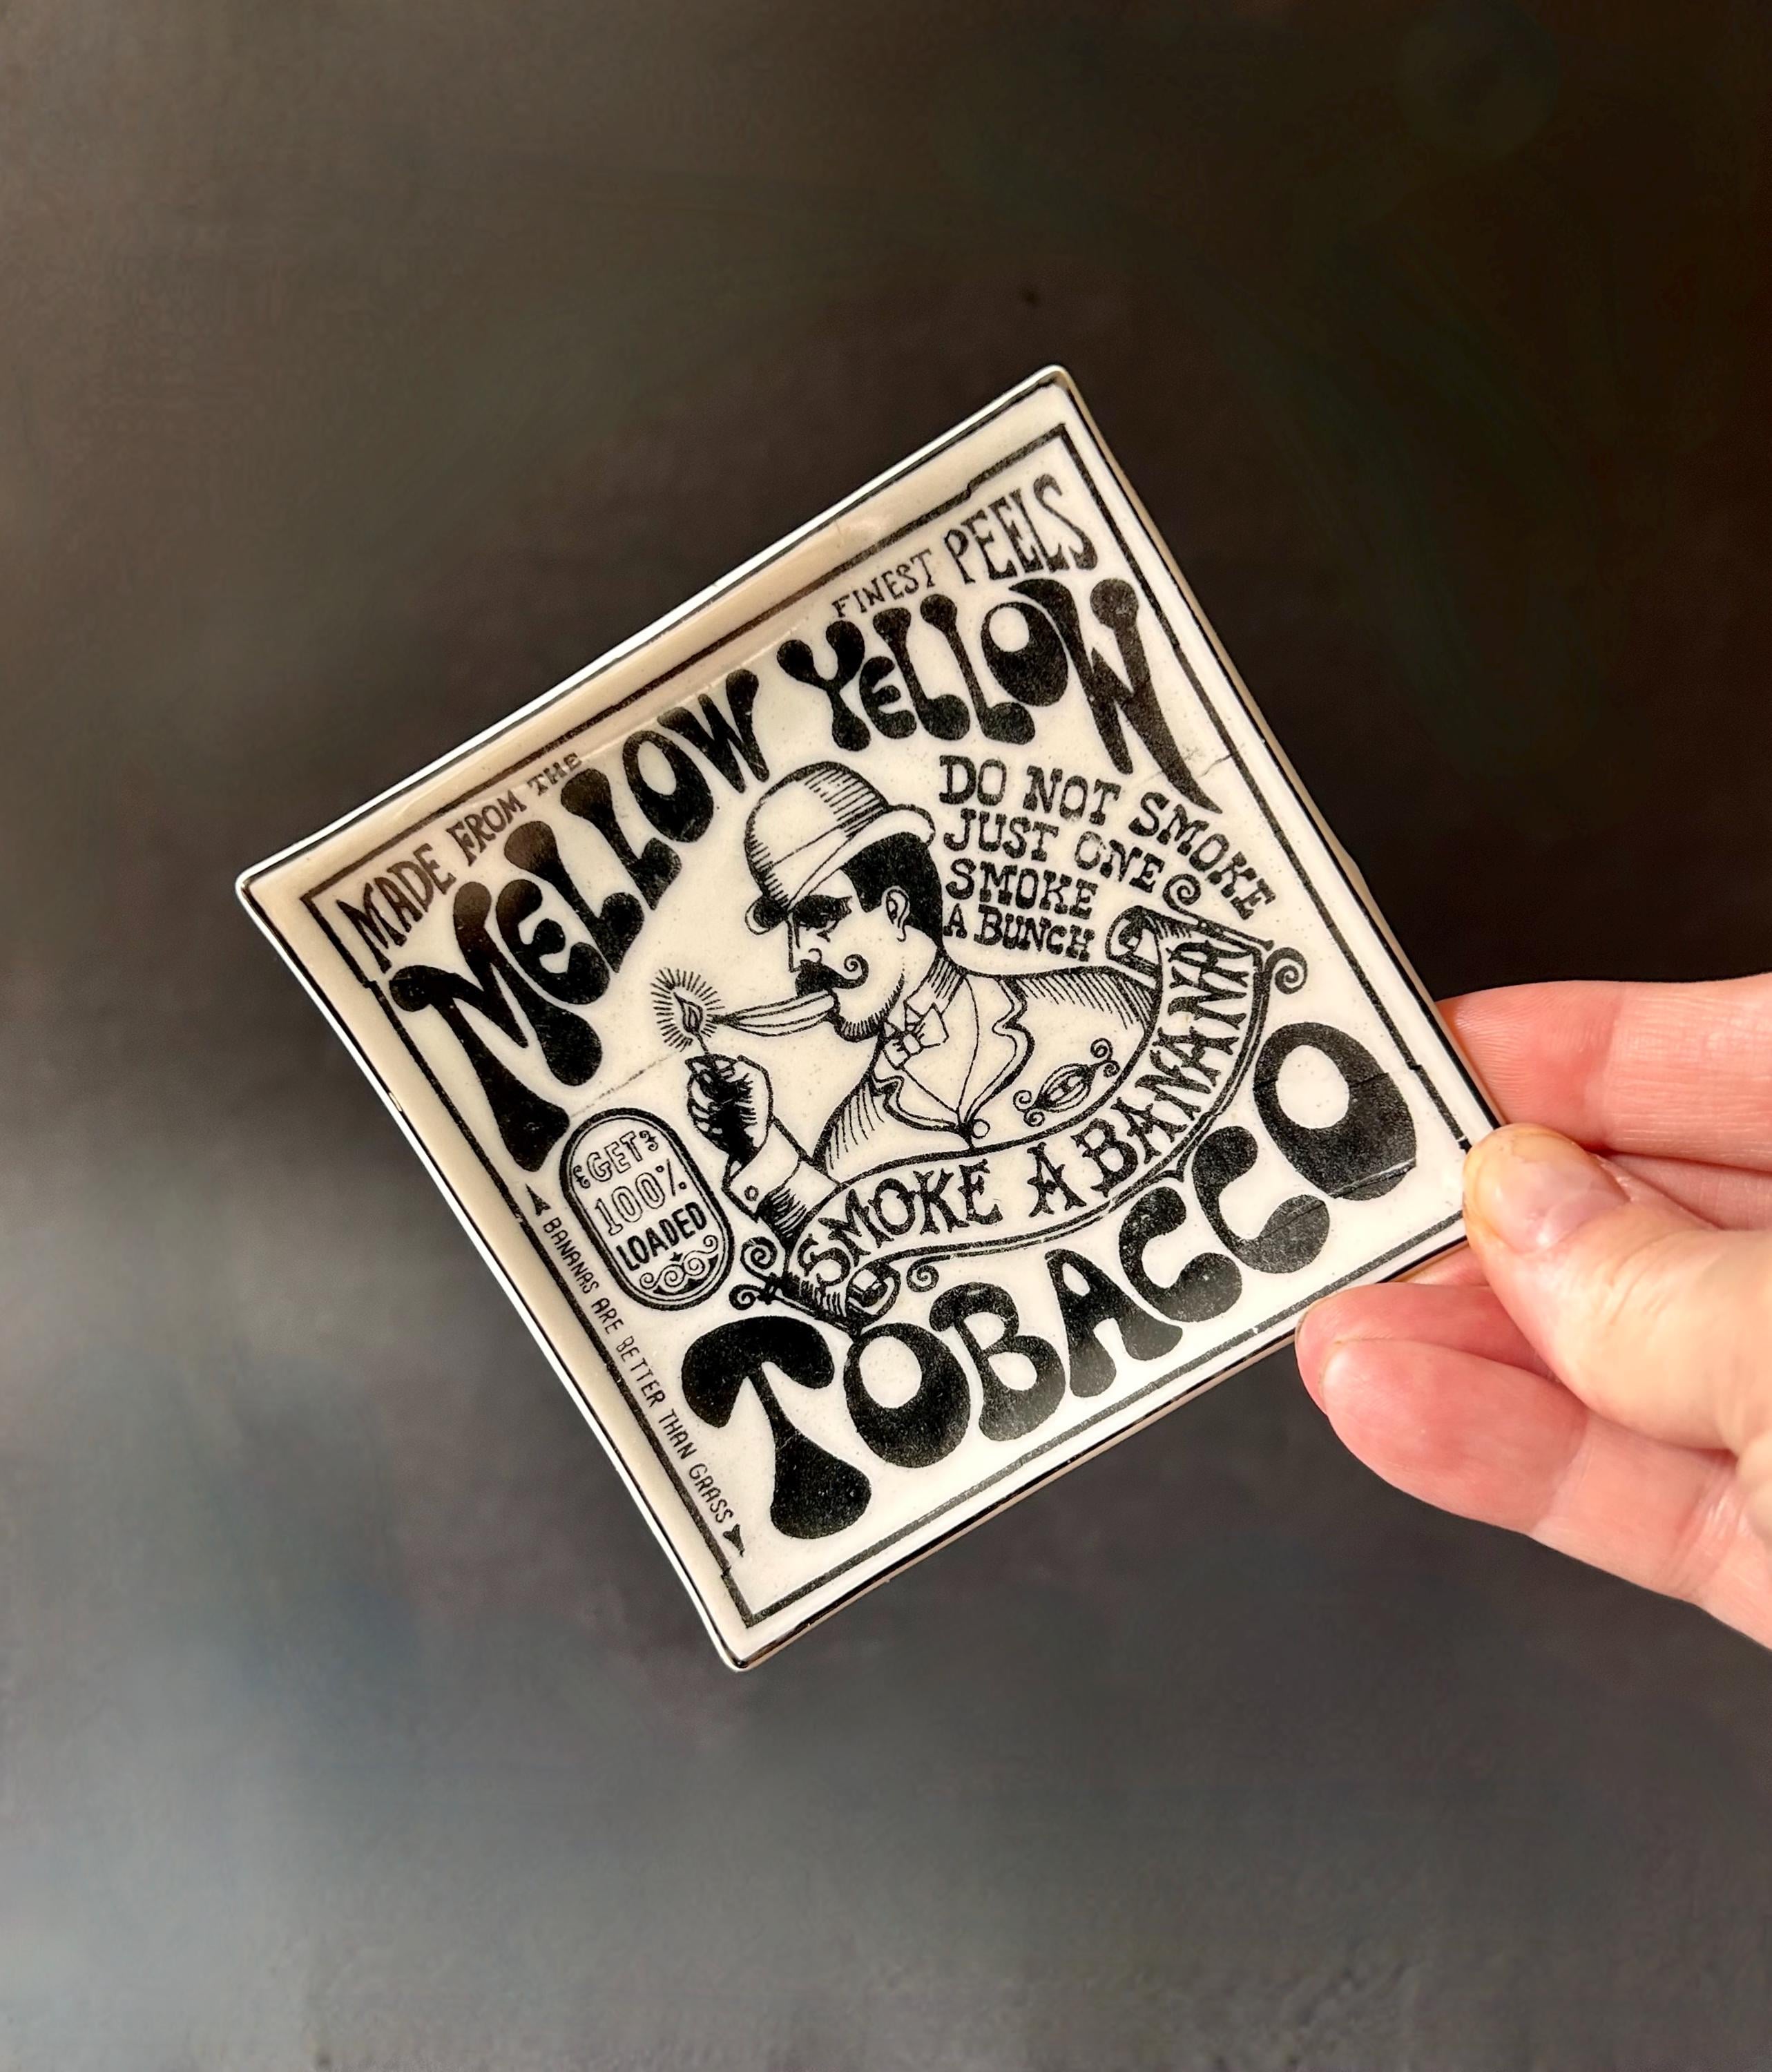 MADE FROM THE FINEST PEELS
MELLOW YELLOW
DO NOT SMOKE
JUST ONE
SMOKE
A BUNCH
SMOKE A BANANA
GET
100%
LOADED
BANANAS ARE BETTER THAN GRASS
TOBACCO